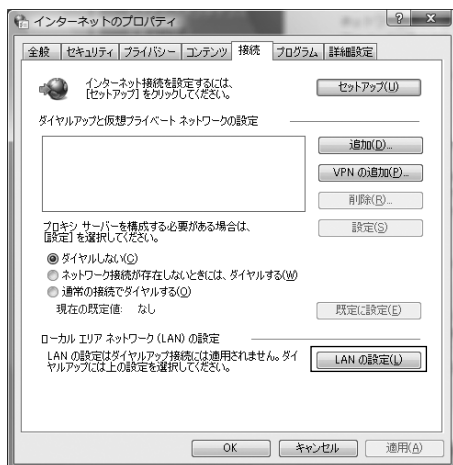 インターネットのプロパティ
全般 セキュリティ プライバシー コンテンツ 接続 プログラム 詳細設定
インターネット接続を設定するには、
[セットアップ] をクリックしてください。
セットアップ(U)
ダイヤルアップと仮想プライベート ネットワークの設定
追加(D)...
VPN の追加(P)...
削除(R)...
プロキシ サーバーを構成する必要がある場合は、
[設定] を選択してください。
設定(S)
ダイヤルしない(C)
ネットワーク接続が存在しないときには、ダイヤルする(W)
通常の接続でダイヤルする(O)
現在の既定値: なし
既定に設定(E)
ローカル エリア ネットワーク (LAN) の設定
LAN の設定はダイヤルアップ接続には適用されません。ダイ
ヤルアップには上の設定を選択してください。
LAN の設定(L)
OK キャンセル 適用(A)